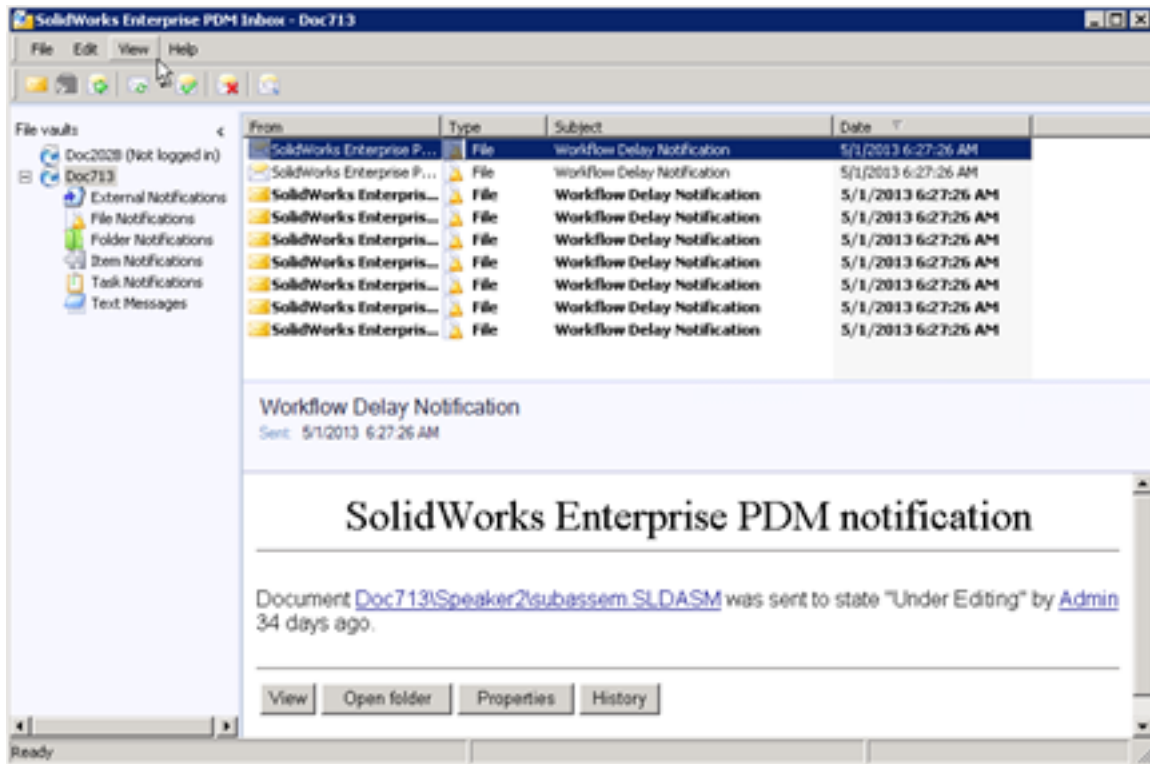 SolidWorks Enterprise PDM Inbox - Doc713
File Edit View Help
File vaults
Doc2028 (Not logged in)
Doc713
External Notifications
File Notifications
Folder Notifications
Item Notifications
Task Notifications
Text Messages
From Type Subject Date
SolidWorks Enterprise P... File Workflow Delay Notification 5/1/2013 6:27:26 AM
SolidWorks Enterprise P... File Workflow Delay Notification 5/1/2013 6:27:26 AM
SolidWorks Enterpris... File Workflow Delay Notification 5/1/2013 6:27:26 AM
SolidWorks Enterpris... File Workflow Delay Notification 5/1/2013 6:27:26 AM
SolidWorks Enterpris... File Workflow Delay Notification 5/1/2013 6:27:26 AM
SolidWorks Enterpris... File Workflow Delay Notification 5/1/2013 6:27:26 AM
SolidWorks Enterpris... File Workflow Delay Notification 5/1/2013 6:27:26 AM
SolidWorks Enterpris... File Workflow Delay Notification 5/1/2013 6:27:26 AM
SolidWorks Enterpris... File Workflow Delay Notification 5/1/2013 6:27:26 AM
Workflow Delay Notification
Sent: 5/1/2013 6:27:26 AM
SolidWorks Enterprise PDM notification
Document Doc713\Speaker2\subassem.SLDASM was sent to state "Under Editing" by Admin
34 days ago.
View Open folder Properties History
Ready